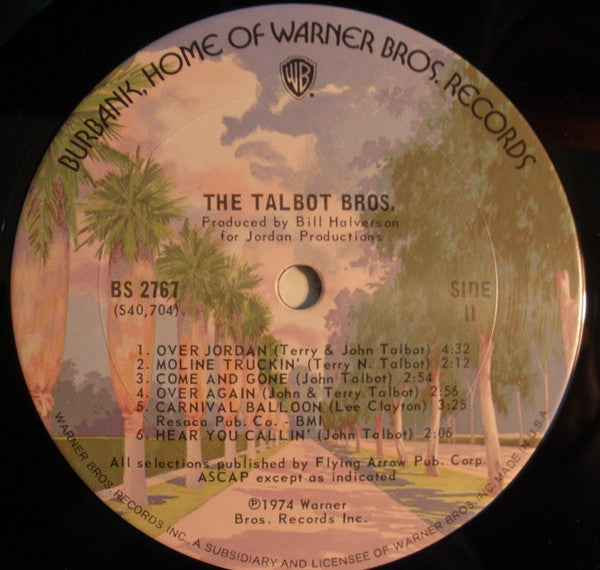 BURBANK, HOME OF WARNER BROS. RECORDS
WB
THE TALBOT BROS.
Produced by Bill Halverson
for Jordan Productions
BS 2767
(S40,704)
SIDE
II
1. OVER JORDAN (Terry & John Talbot) 4:32
2. MOLINE TRUCKIN' (Terry N. Talbot) 2:12
3. COME AND GONE (John Talbot) 2:54
4. OVER AGAIN (John & Terry Talbot) 2:56
5. CARNIVAL BALLOON (Lee Clayton) 3:25
Resaca Pub. Co. - BMI
6. HEAR YOU CALLIN' (John Talbot) 2:06
All selections published by Flying Arrow Pub. Corp.
ASCAP except as indicated
℗1974 Warner
Bros. Records Inc.
WARNER BROS. RECORDS INC., A SUBSIDIARY AND LICENSEE OF WARNER BROS. INC. MADE IN U.S.A.